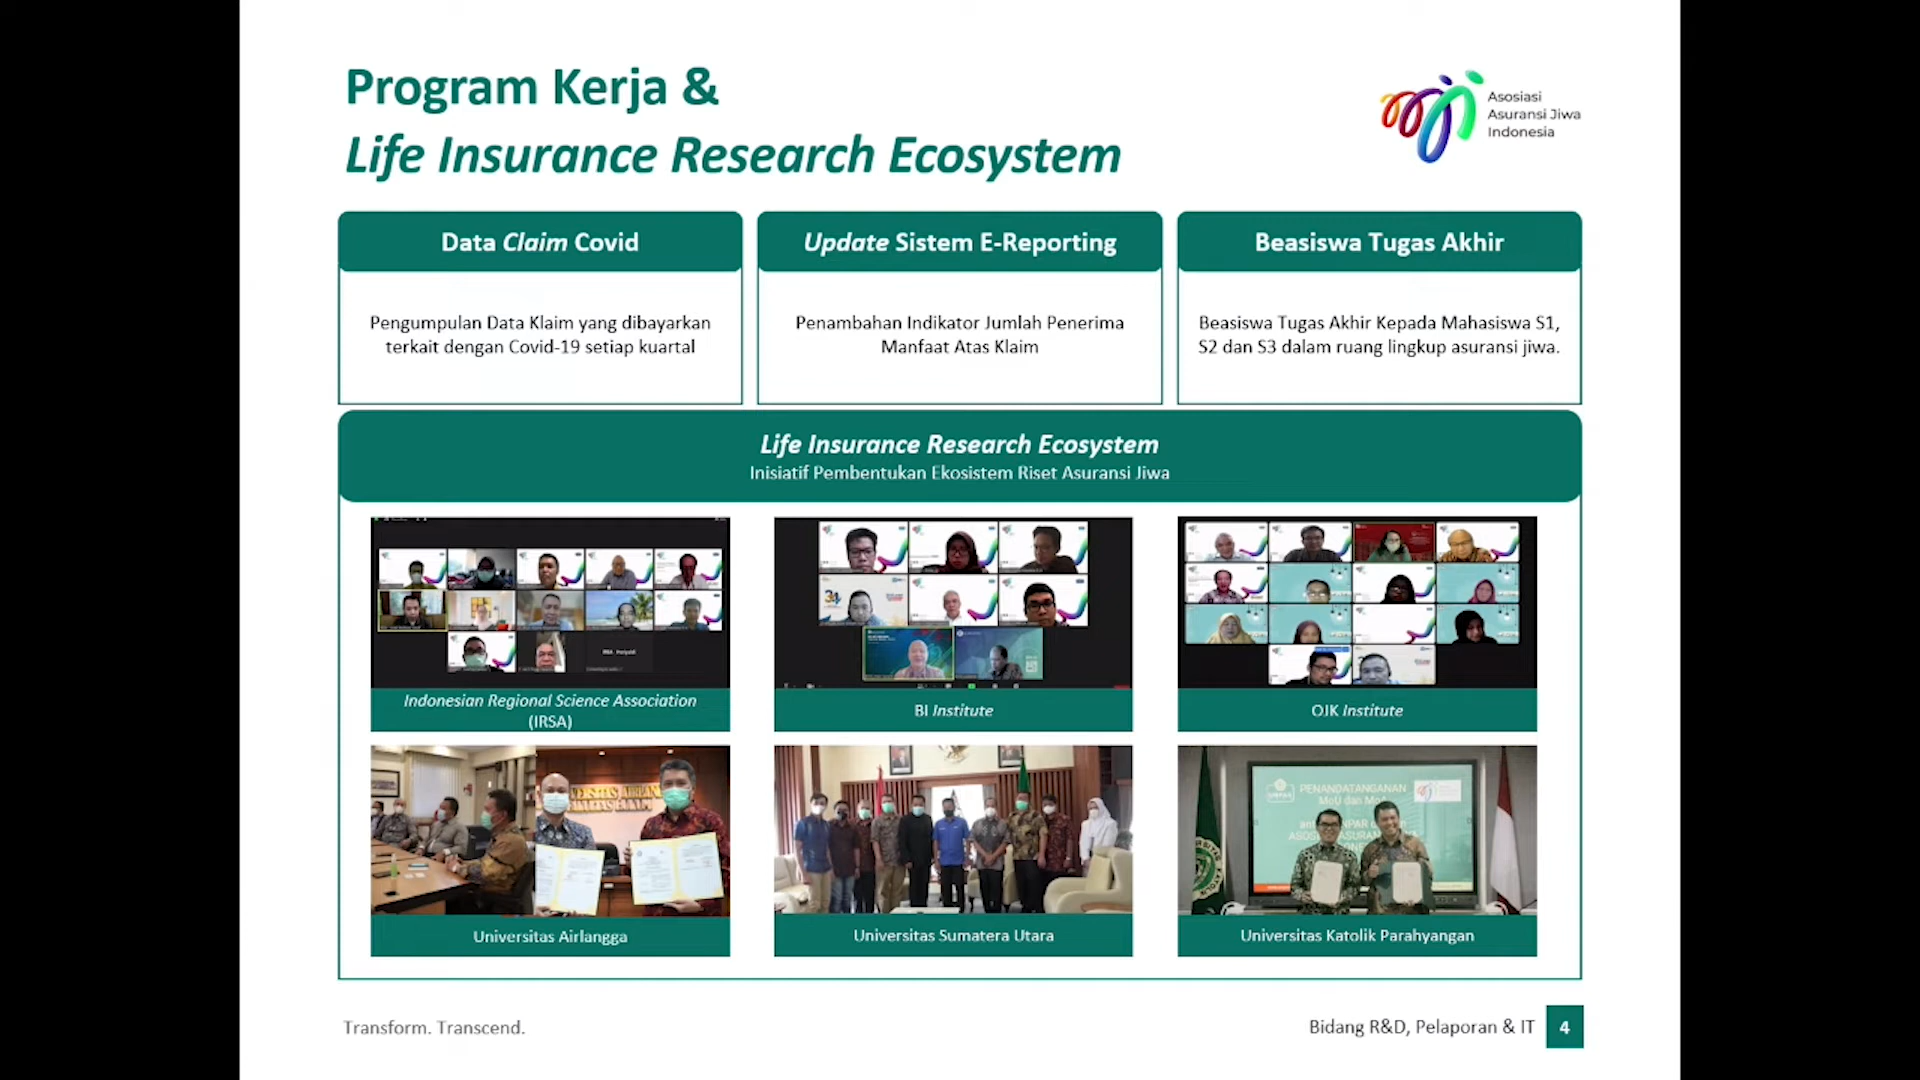 Program Kerja &
Life Insurance Research Ecosystem
Asosiasi
Asuransi Jiwa
Indonesia
Data Claim Covid
Pengumpulan Data Klaim yang dibayarkan
terkait dengan Covid-19 setiap kuartal
Update Sistem E-Reporting
Penambahan Indikator Jumlah Penerima
Manfaat Atas Klaim
Beasiswa Tugas Akhir
Beasiswa Tugas Akhir Kepada Mahasiswa S1,
S2 dan S3 dalam ruang lingkup asuransi jiwa.
Life Insurance Research Ecosystem
Inisiatif Pembentukan Ekosistem Riset Asuransi Jiwa
Indonesian Regional Science Association
(IRSA)
BI Institute
OJK Institute
PENANDATANGANAN
MoU dan MoA
Universitas Airlangga
Universitas Sumatera Utara
Universitas Katolik Parahyangan
Transform. Transcend.
Bidang R&D, Pelaporan & IT
4